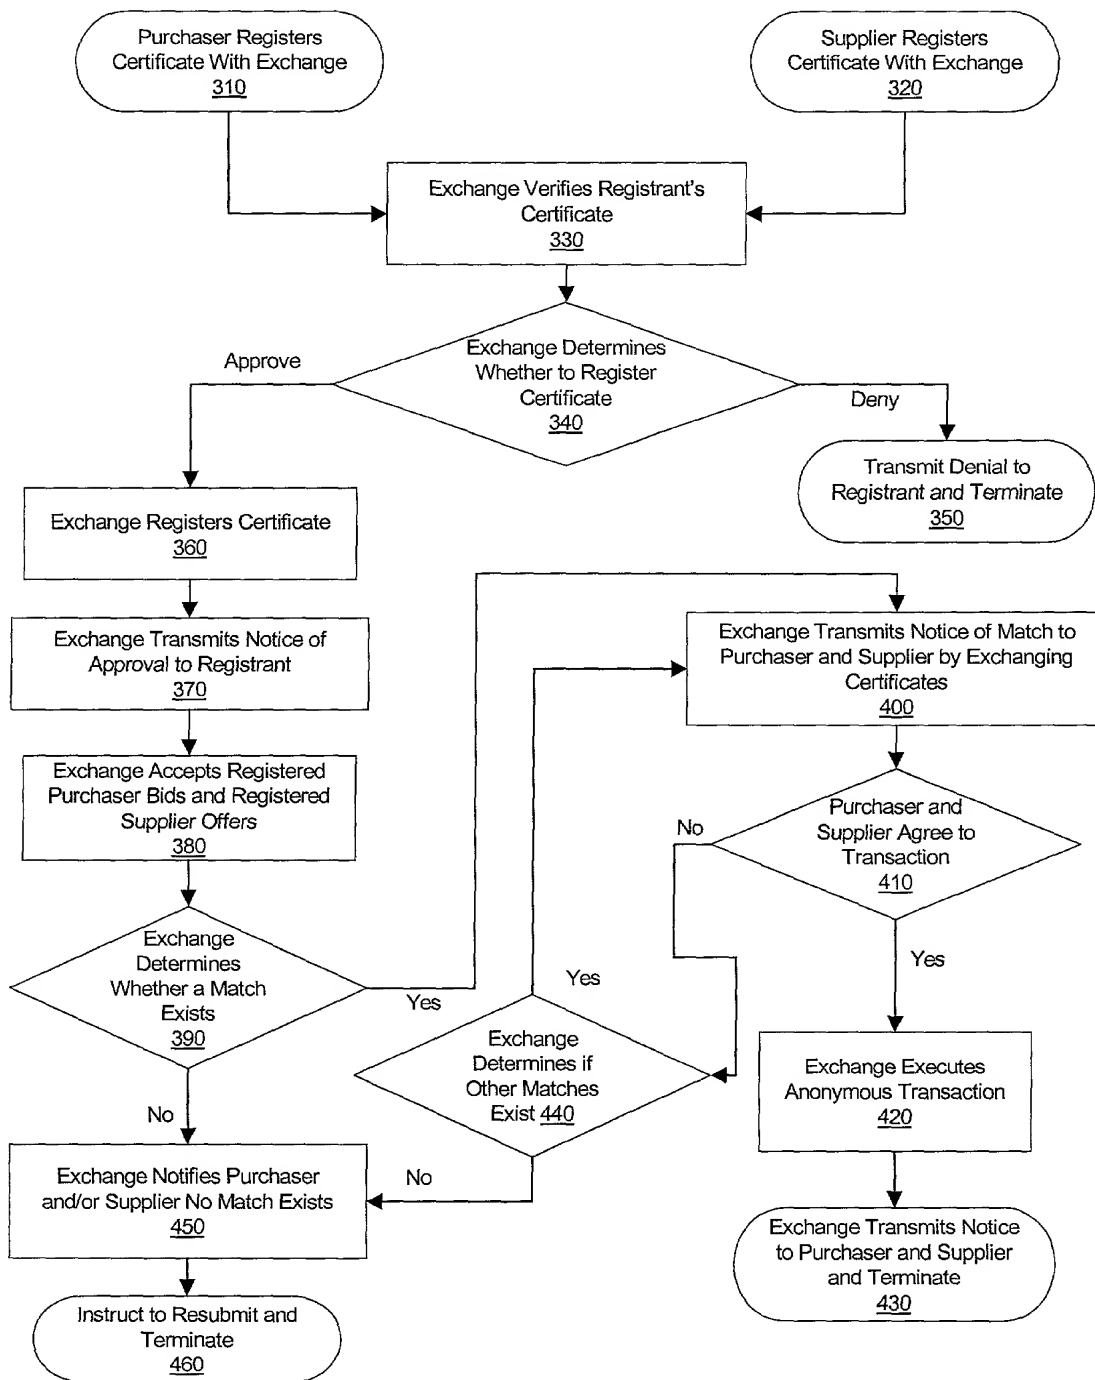 Purchaser Registers
Certificate With Exchange
310
Supplier Registers
Certificate With Exchange
320
Exchange Verifies Registrant's
Certificate
330
Exchange Determines
Whether to Register
Certificate
340
Approve
Deny
Transmit Denial to
Registrant and Terminate
350
Exchange Registers Certificate
360
Exchange Transmits Notice of
Approval to Registrant
370
Exchange Transmits Notice of Match to
Purchaser and Supplier by Exchanging
Certificates
400
Exchange Accepts Registered
Purchaser Bids and Registered
Supplier Offers
380
Purchaser and
Supplier Agree to
Transaction
410
No
Yes
Exchange
Determines
Whether a Match
Exists
390
Yes
No
Yes
Exchange
Determines if
Other Matches
Exist 440
No
Exchange Executes
Anonymous Transaction
420
Exchange Notifies Purchaser
and/or Supplier No Match Exists
450
Exchange Transmits Notice
to Purchaser and Supplier
and Terminate
430
Instruct to Resubmit and
Terminate
460